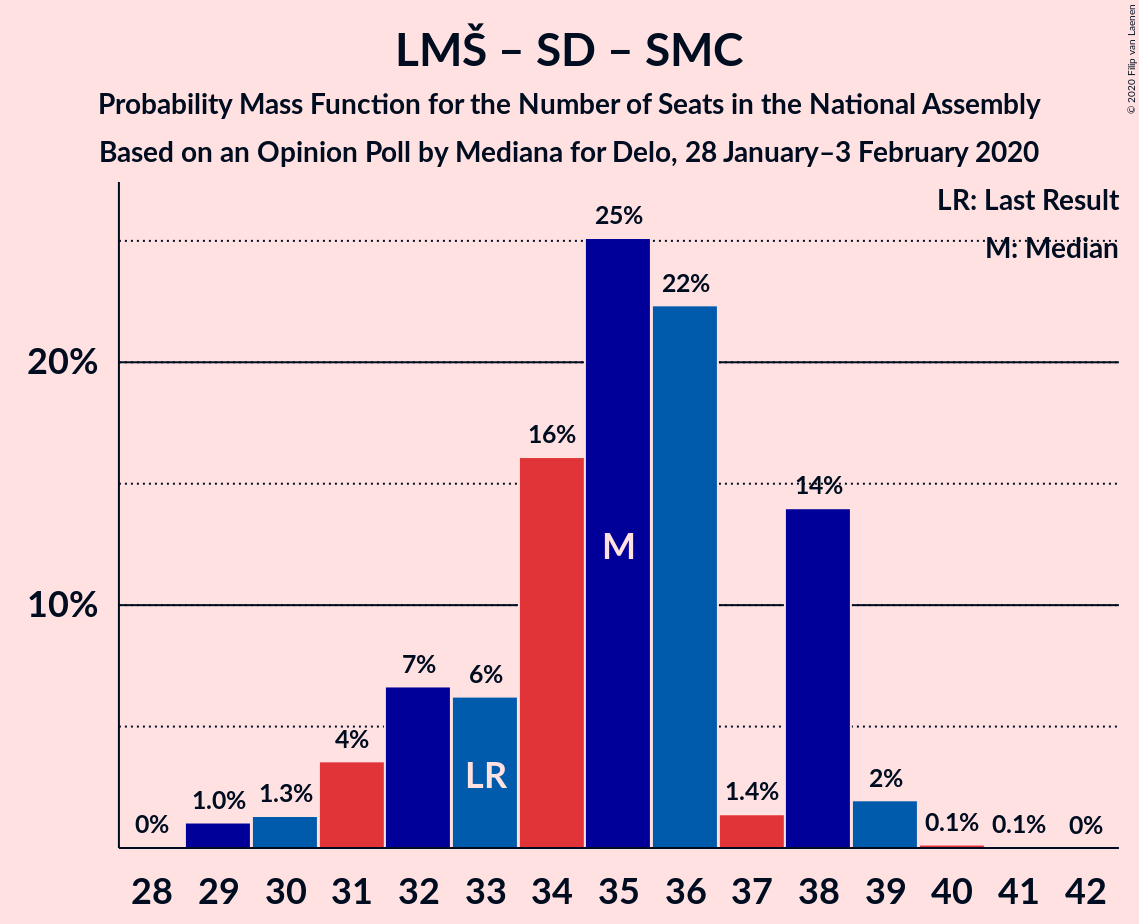 LMŠ – SD – SMC
Probability Mass Function for the Number of Seats in the National Assembly
Based on an Opinion Poll by Mediana for Delo, 28 January–3 February 2020
© 2020 Filip van Laenen
LR: Last Result
M: Median
20%
10%
0%
1.0%
1.3%
4%
7%
6%
16%
25%
22%
1.4%
14%
2%
0.1%
0.1%
0%
LR
M
28 29 30 31 32 33 34 35 36 37 38 39 40 41 42